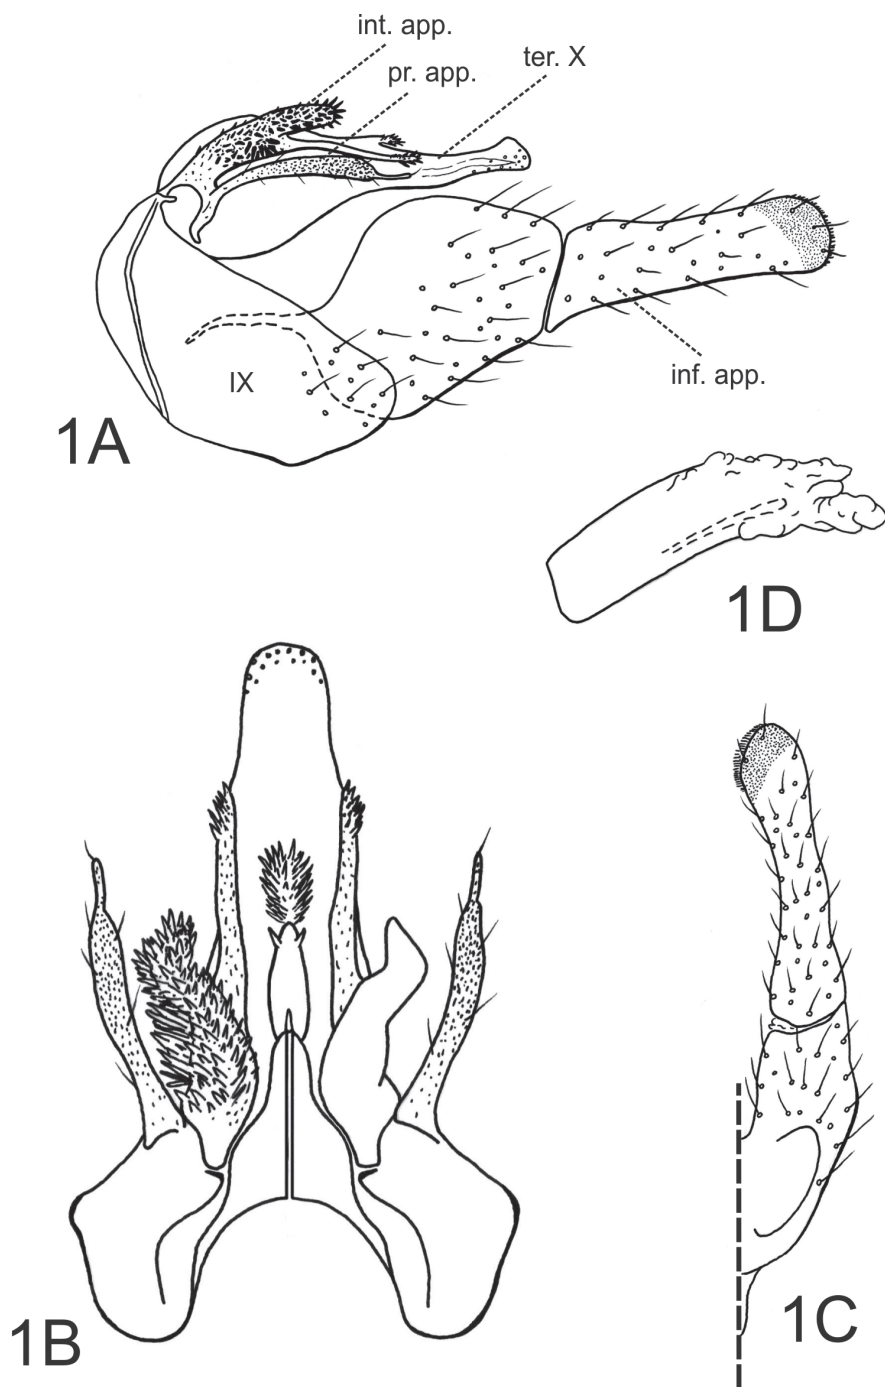 int. app.
pr. app.
ter. X
IX
inf. app.
1A
1D
1B
1C